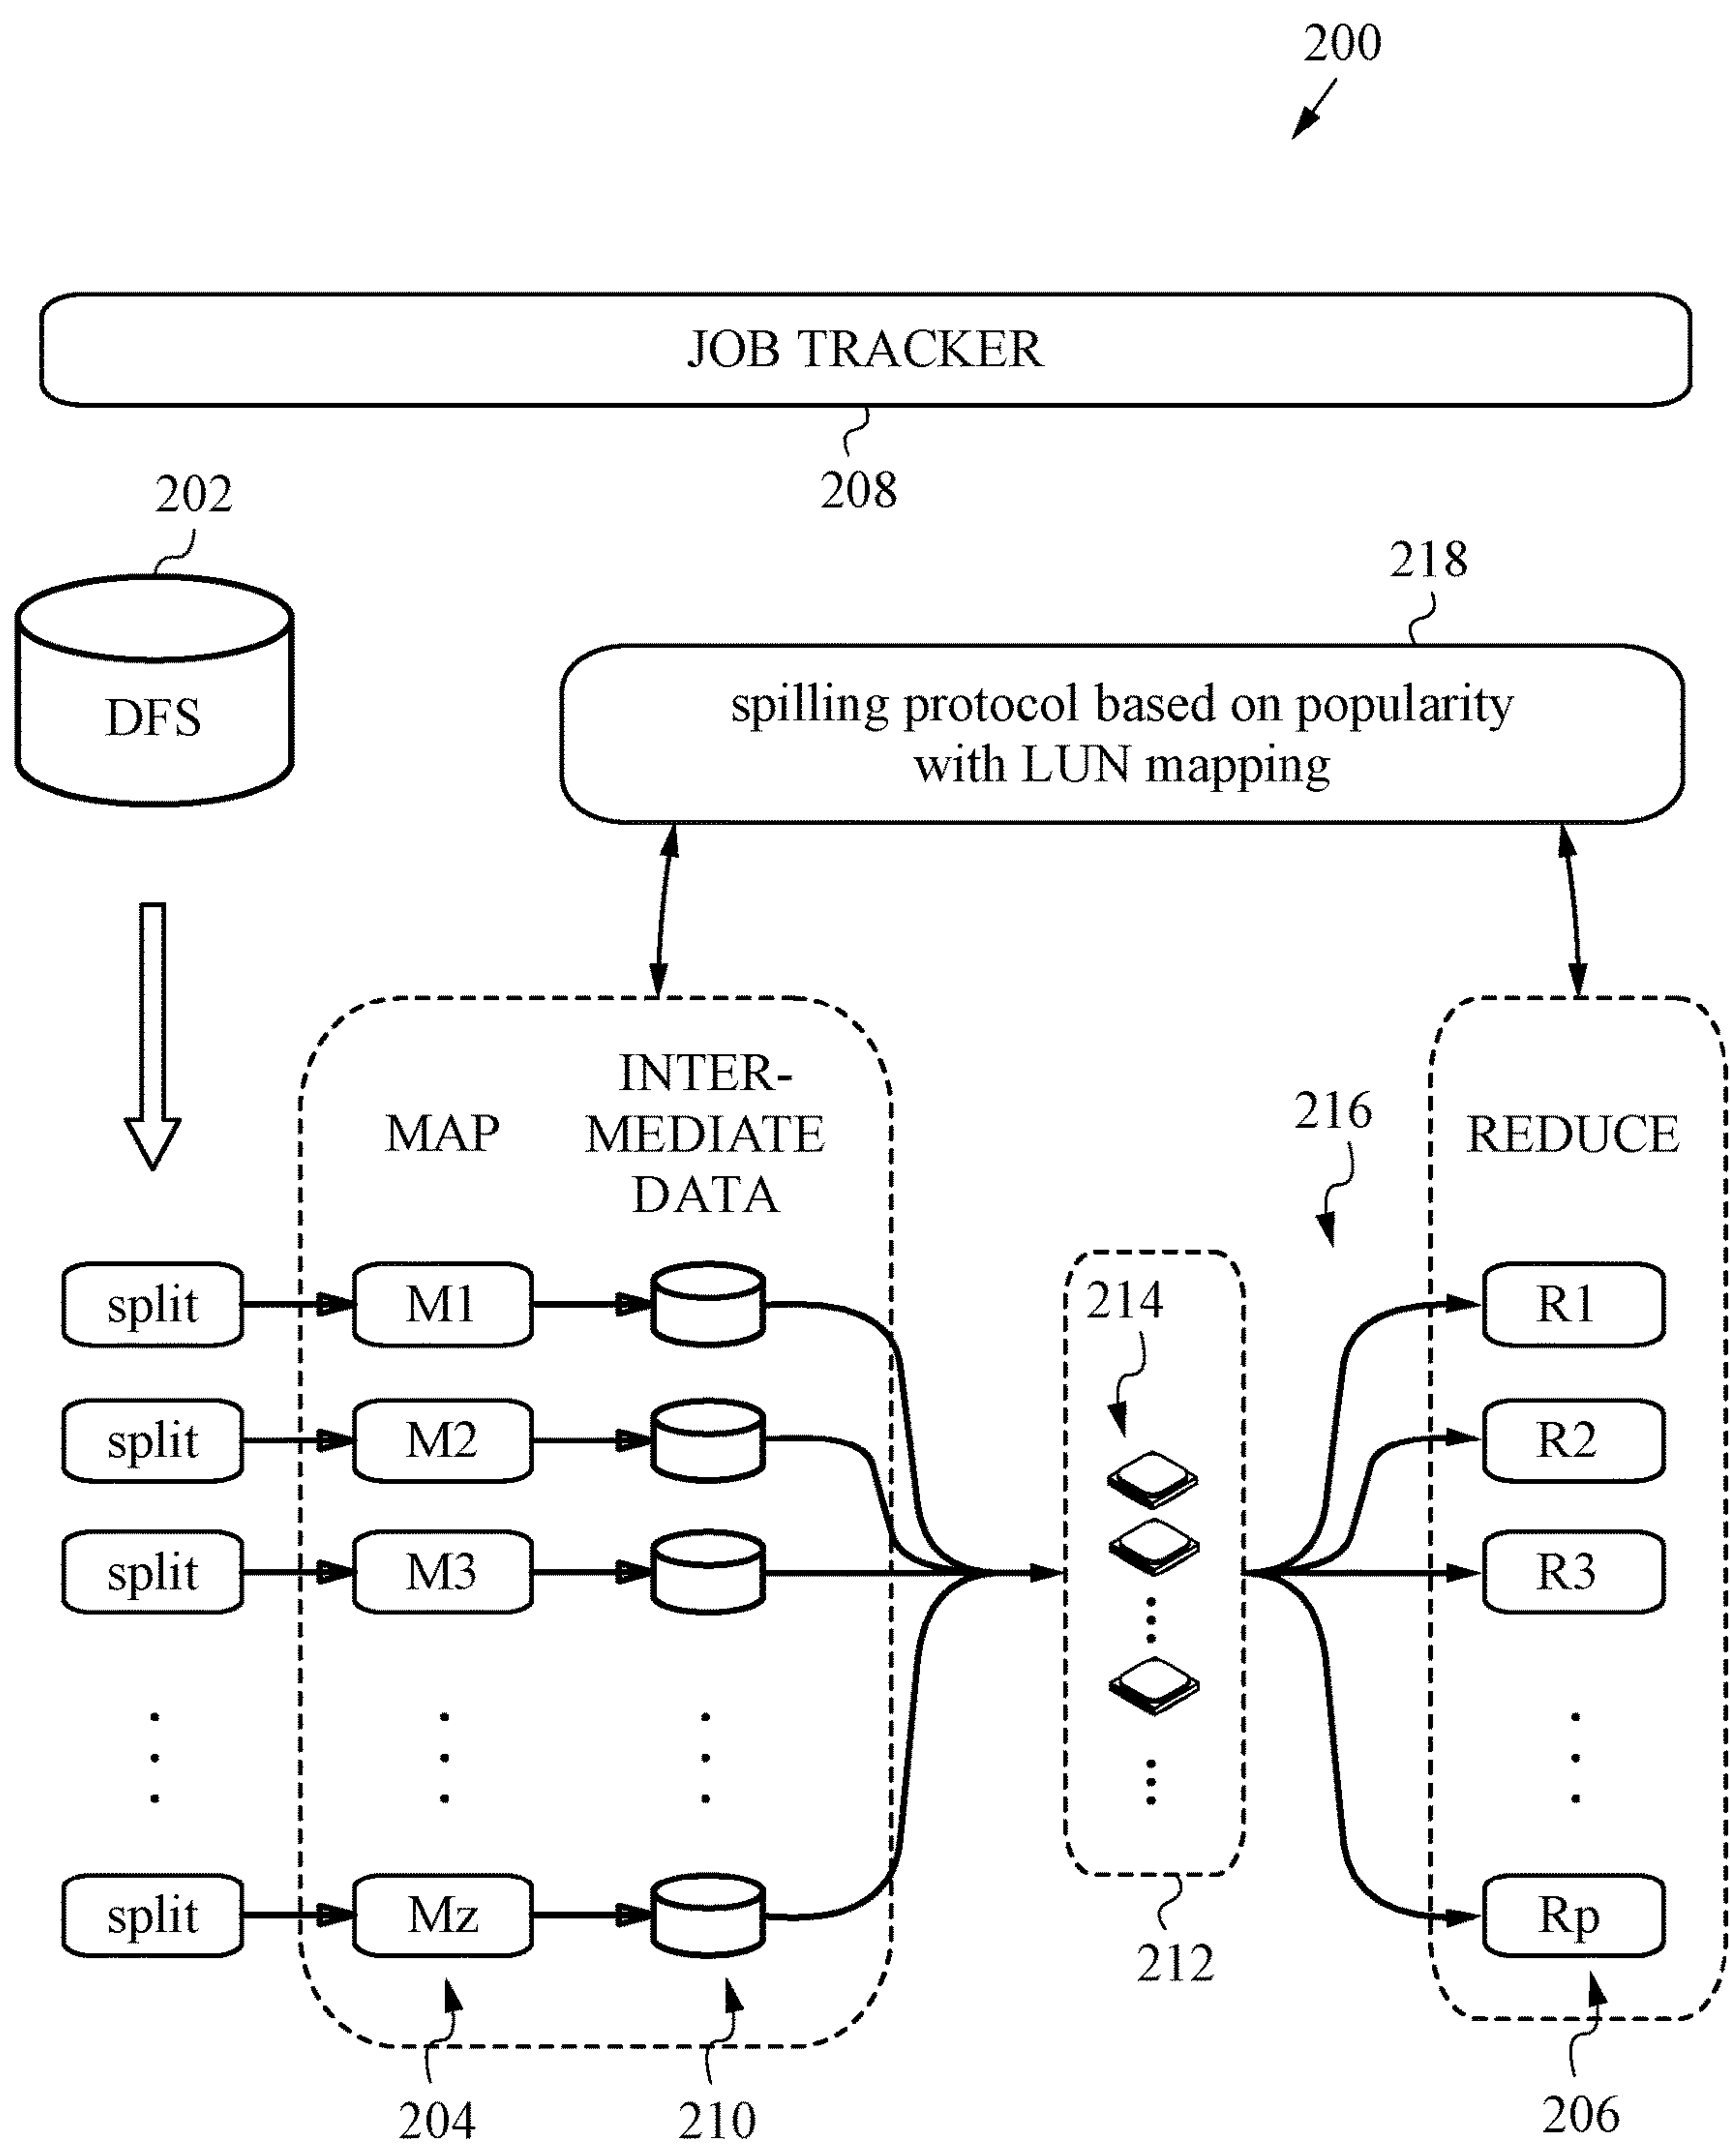 200
JOB TRACKER
208
202
218
DFS
spilling protocol based on popularity
with LUN mapping
INTER-
MAP MEDIATE
DATA
216
REDUCE
split M1 R1
214
split M2 R2
split M3 R3
split Mz Rp
212
204 210 206